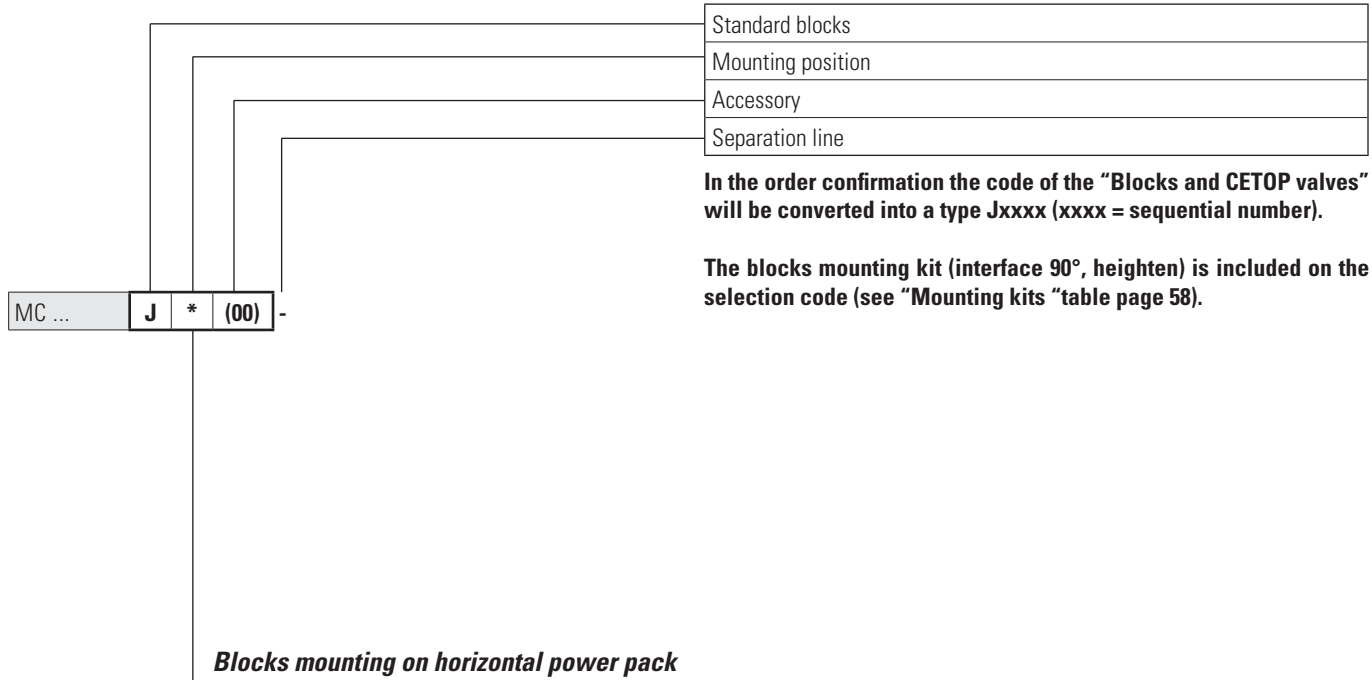 Standard blocks
Mounting position
Accessory
Separation line
In the order confirmation the code of the “Blocks and CETOP valves”
will be converted into a type Jxxxx (xxxx = sequential number).
The blocks mounting kit (interface 90°, heighten) is included on the
selection code (see “Mounting kits “table page 58).
MC ... J * (00) -
Blocks mounting on horizontal power pack